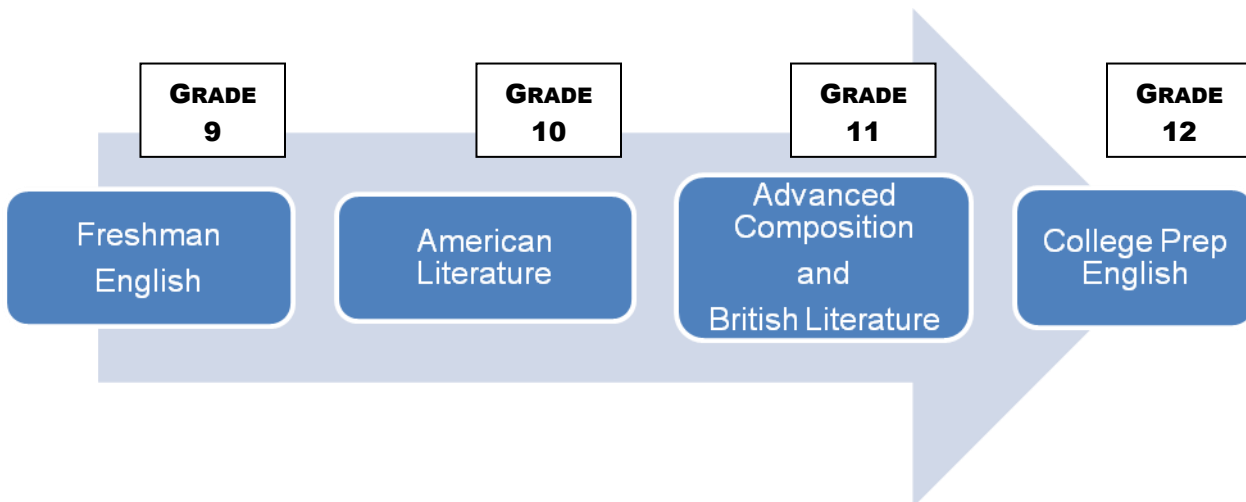 GRADE
9
GRADE
10
GRADE
11
GRADE
12
Freshman
English
American
Literature
Advanced
Composition
and
British Literature
College Prep
English